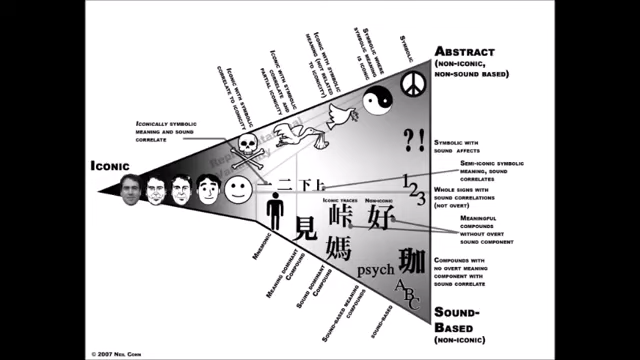 Iconic with symbolic
correlate to iconicity
Iconic with symbolic
correlate and
partial iconicity
Iconic with symbolic
meaning (not related
to iconicity)
Symbolic where
symbolic meaning
is iconic
Symbolic
Abstract
(non-iconic,
non-sound based)
Iconically symbolic
meaning and sound
correlate
? !
Symbolic with
sound affects
Iconic
Semi-iconic symbolic
meaning, sound
correlates
一 二 下 上
123
Whole signs with
sound correlations
(not overt)
Iconic traces
Non-iconic
峠
好
見
媽
Meaningful
compounds
without overt
sound component
psych
珈
ABC
Compounds with
no overt meaning
component with
sound correlate
Mnemonic
Meaning dominant
Compound
Sound dominant
Compound
Sound-based meaning
compounds
sound-based
Sound-
Based
(non-iconic)
© 2007 Neil Cohn